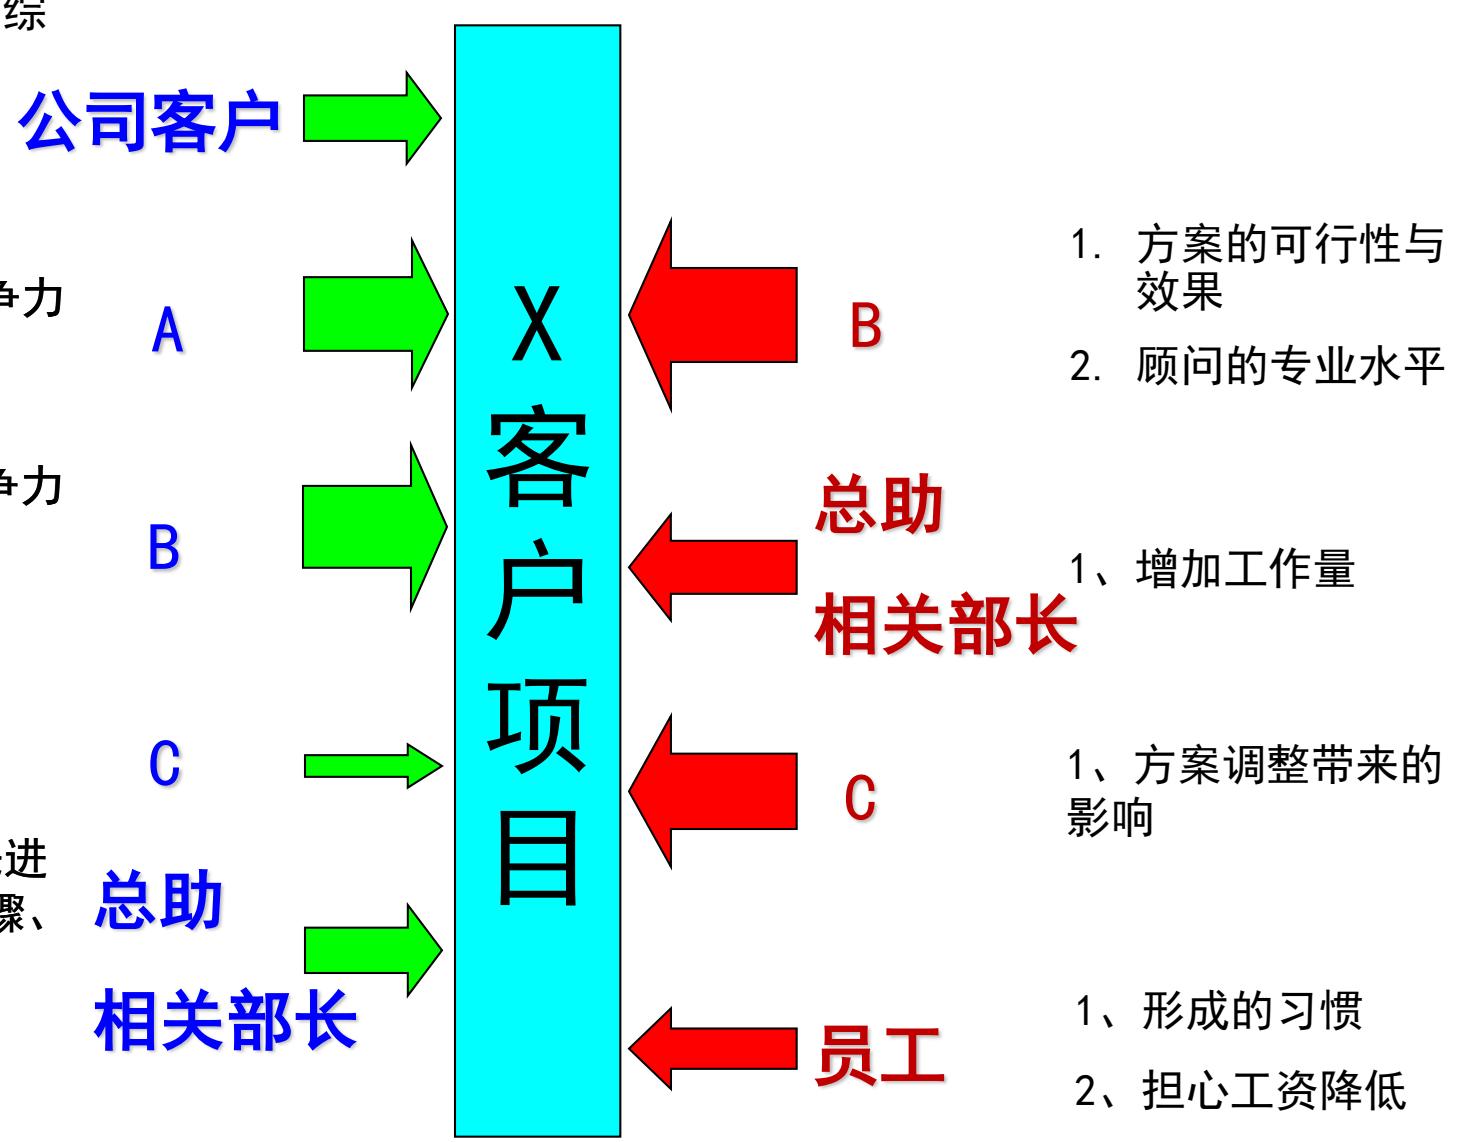 综
公司客户
争力
A
争力
B
C
进
骤、
总助
相关部长
X
客
户
项
目
B
1. 方案的可行性与
效果
2. 顾问的专业水平
总助
相关部长
1、增加工作量
C
1、方案调整带来的
影响
员工
1、形成的习惯
2、担心工资降低